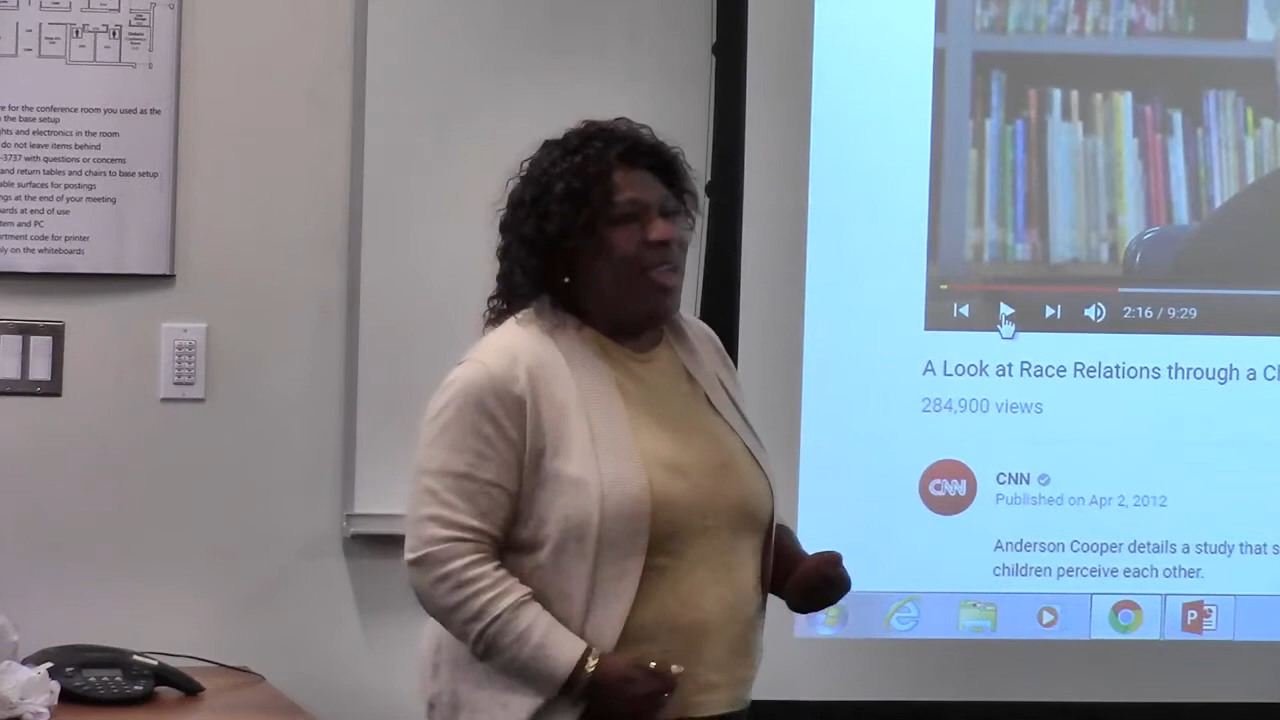 re for the conference room you used as the
the base setup
hts and electronics in the room
do not leave items behind
-3737 with questions or concerns
and return tables and chairs to base setup
able surfaces for postings
ngs at the end of your meeting
ards at end of use
tem and PC
rtment code for printer
ly on the whiteboards
2:16 / 9:29
A Look at Race Relations through a Cl
284,900 views
CNN
CNN
Published on Apr 2, 2012
Anderson Cooper details a study that s
children perceive each other.